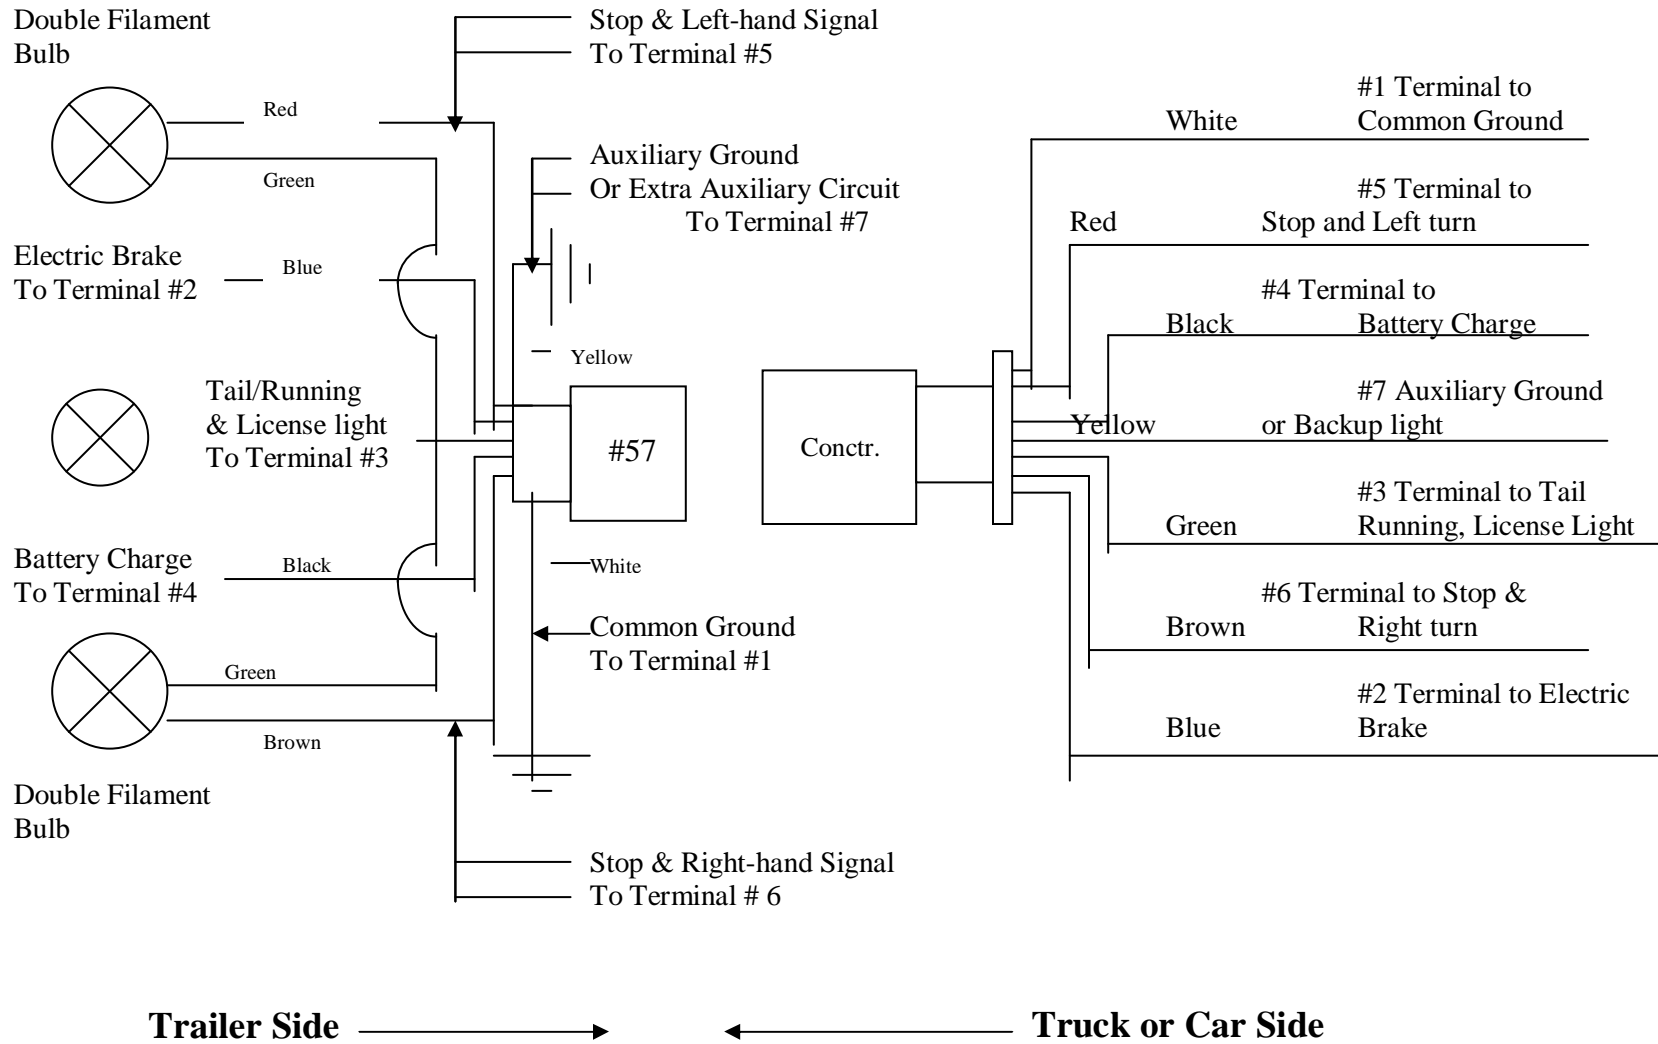 Double Filament
Bulb
Stop & Left-hand Signal
To Terminal #5
Red
Green
Auxiliary Ground
Or Extra Auxiliary Circuit
To Terminal #7
Electric Brake
To Terminal #2
Blue
Yellow
Tail/Running
& License light
To Terminal #3
#57
Battery Charge
To Terminal #4
Black
White
Common Ground
To Terminal #1
Green
Brown
Double Filament
Bulb
Stop & Right-hand Signal
To Terminal # 6
#1 Terminal to
White Common Ground
#5 Terminal to
Red Stop and Left turn
#4 Terminal to
Black Battery Charge
#7 Auxiliary Ground
Yellow or Backup light
Conctr.
#3 Terminal to Tail
Green Running, License Light
#6 Terminal to Stop &
Brown Right turn
#2 Terminal to Electric
Blue Brake
Trailer Side
Truck or Car Side